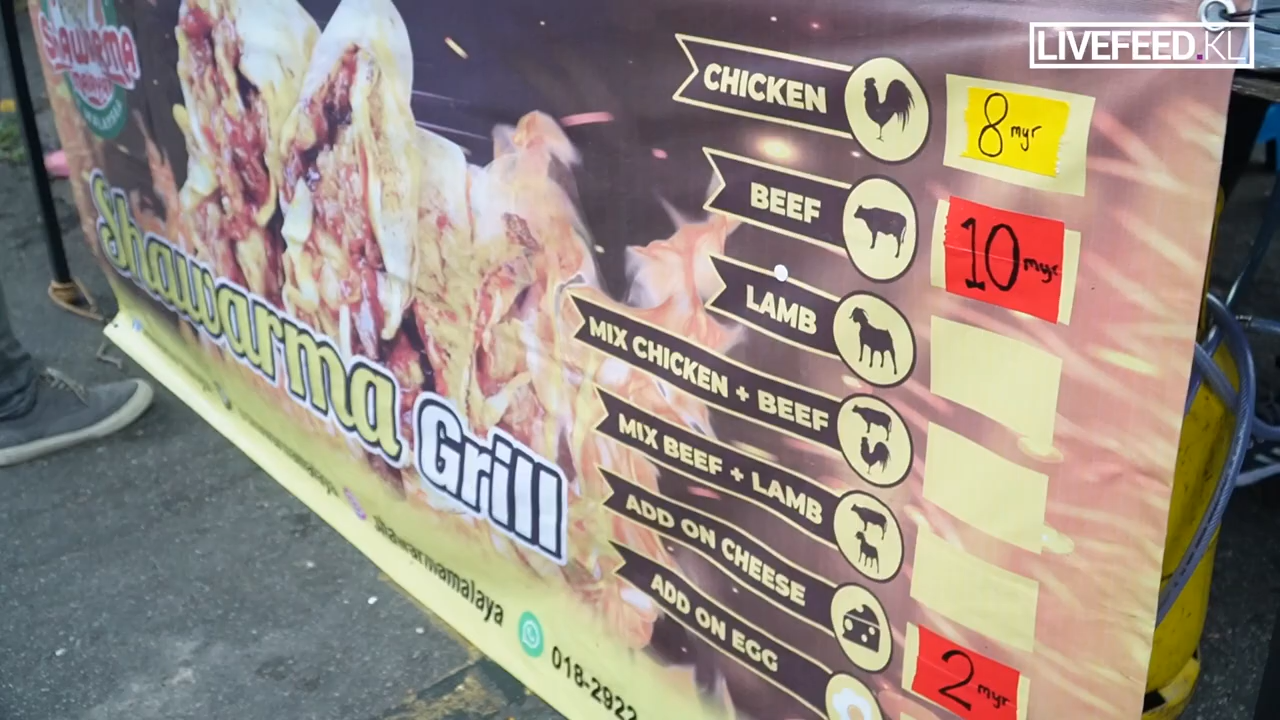 LIVEFEED.KL
SHAWARMA
CHICKEN
8 myr
BEEF
10 myr
LAMB
MIX CHICKEN + BEEF
MIX BEEF + LAMB
ADD ON CHEESE
2 myr
ADD ON EGG
Shawarma Grill
shawarmamalaya
018-2922